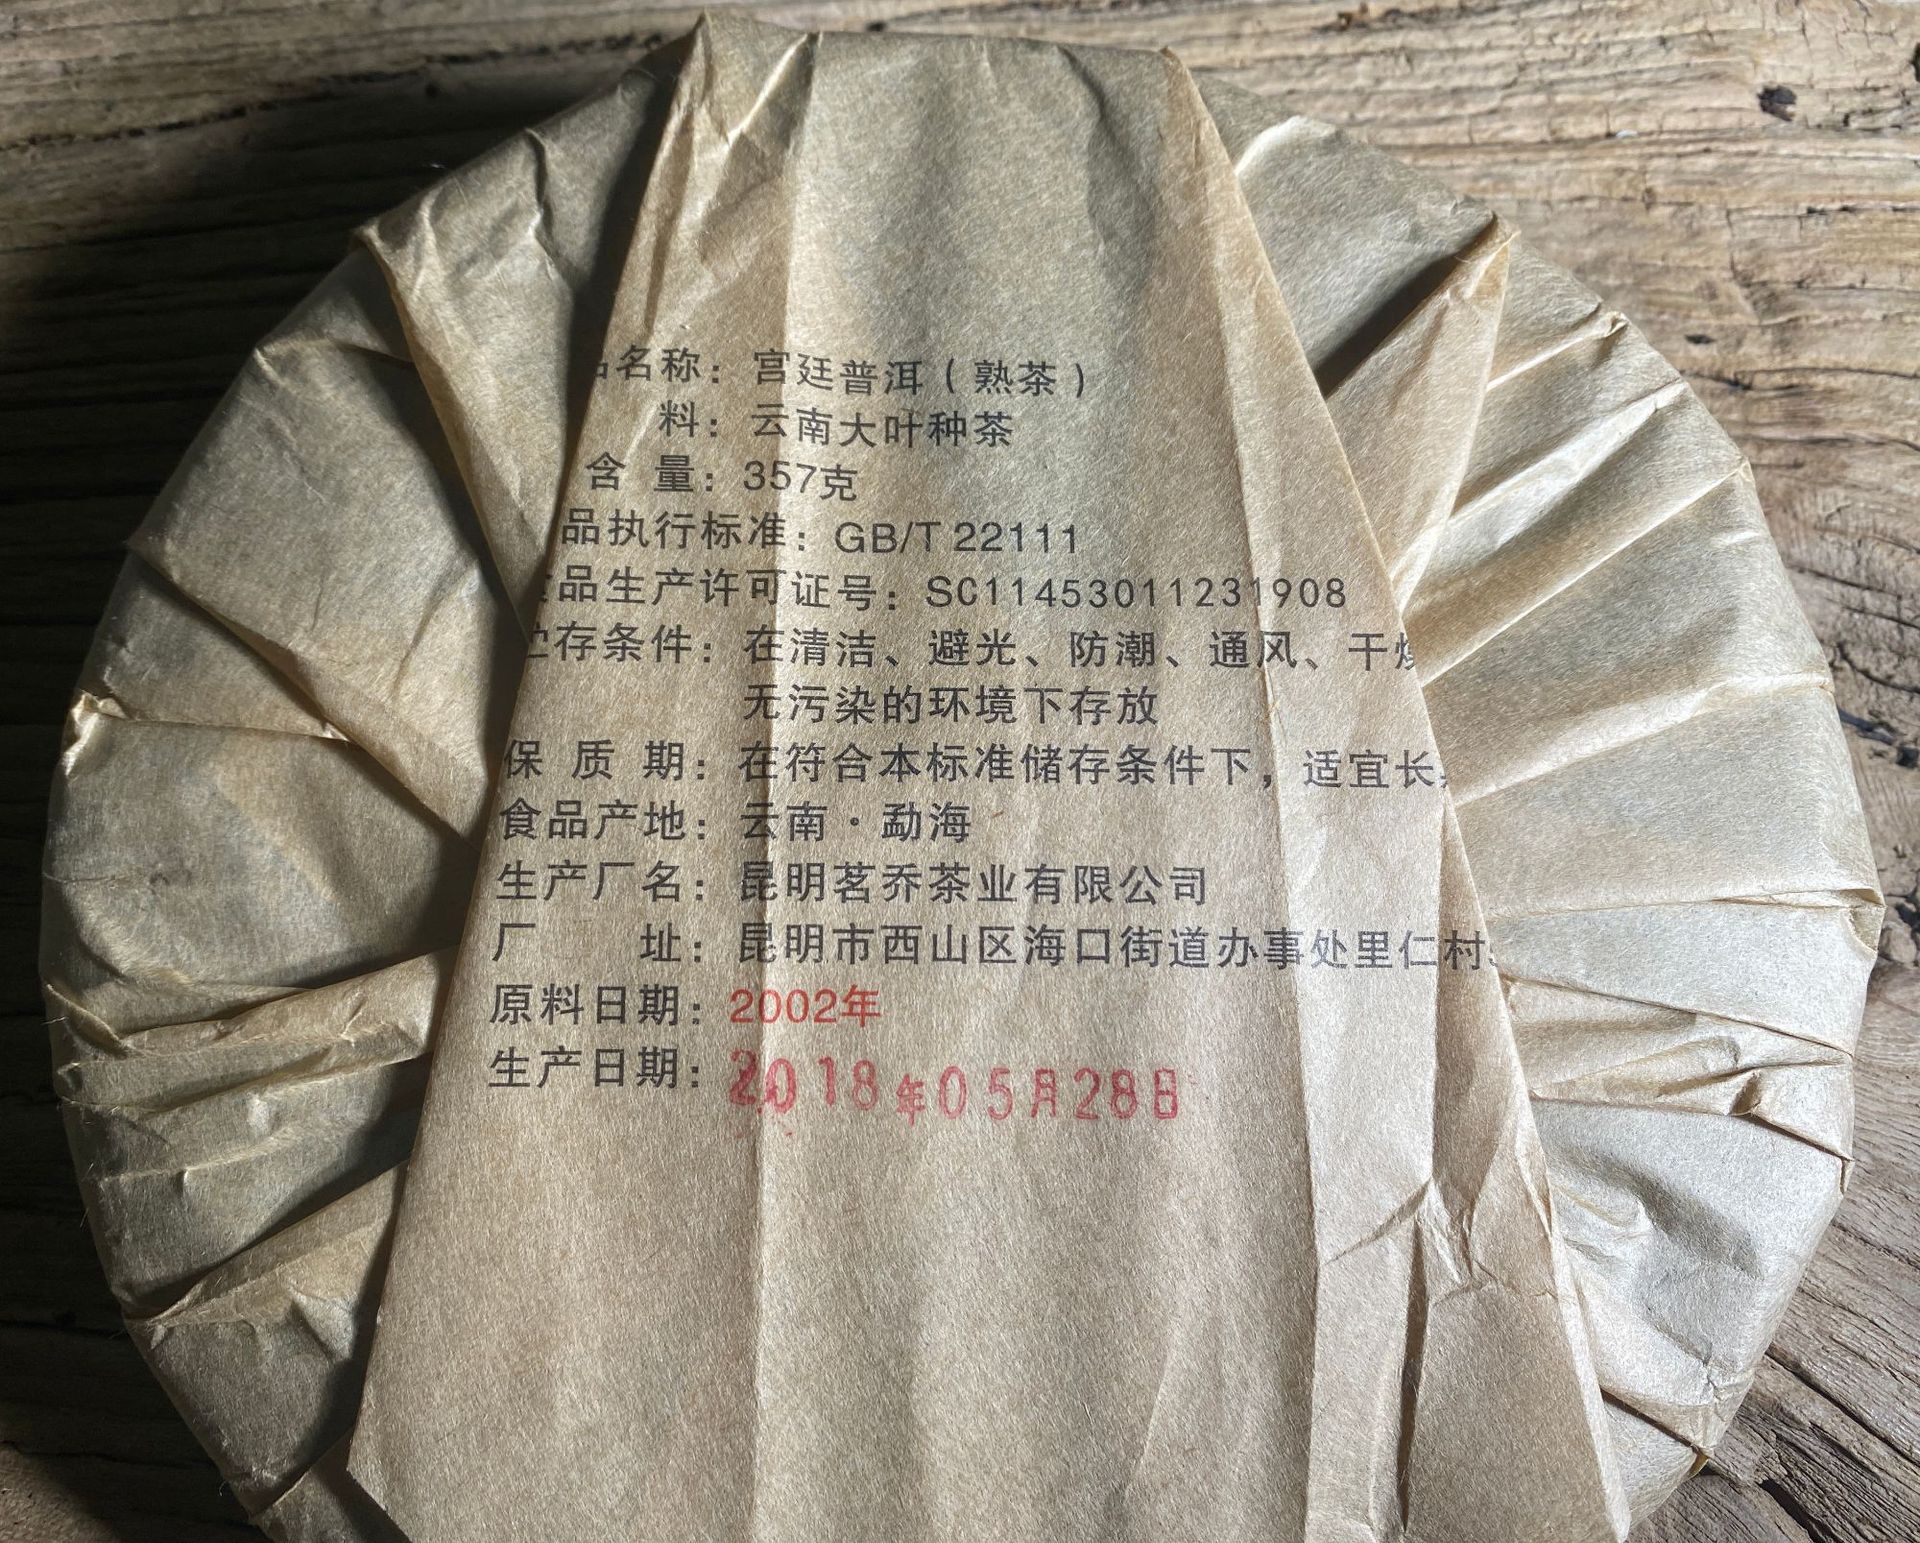 名称：宫廷普洱（熟茶）
料：云南大叶种茶
含 量：357克
品执行标准：GB/T 22111
品生产许可证号：SC11453011231908
存条件：在清洁、避光、防潮、通风、干
无污染的环境下存放
保 质 期：在符合本标准储存条件下，适宜长
食品产地：云南·勐海
生产厂名：昆明茗乔茶业有限公司
厂 址：昆明市西山区海口街道办事处里仁村
原料日期：2002年
生产日期：2018年05月28日